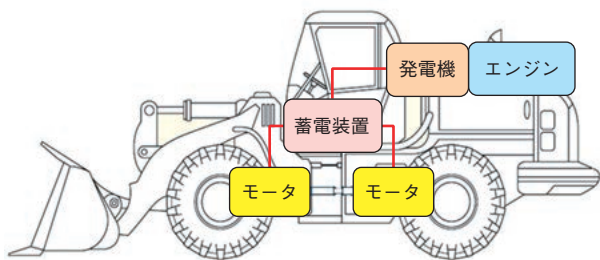 発電機
エンジン
蓄電装置
モータ
モータ